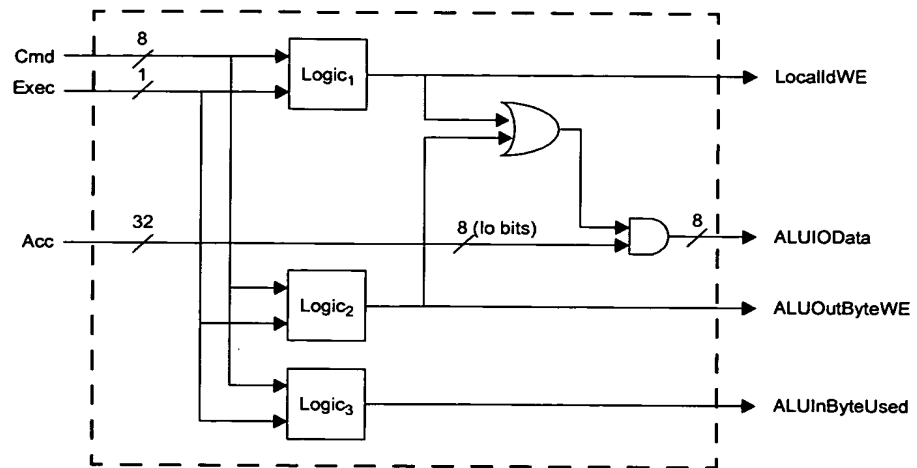 Cmd
8
Exec
1
Logic1
LocalIdWE
Acc
32
8 (lo bits)
8
ALUIOData
Logic2
ALUOutByteWE
Logic3
ALUInByteUsed